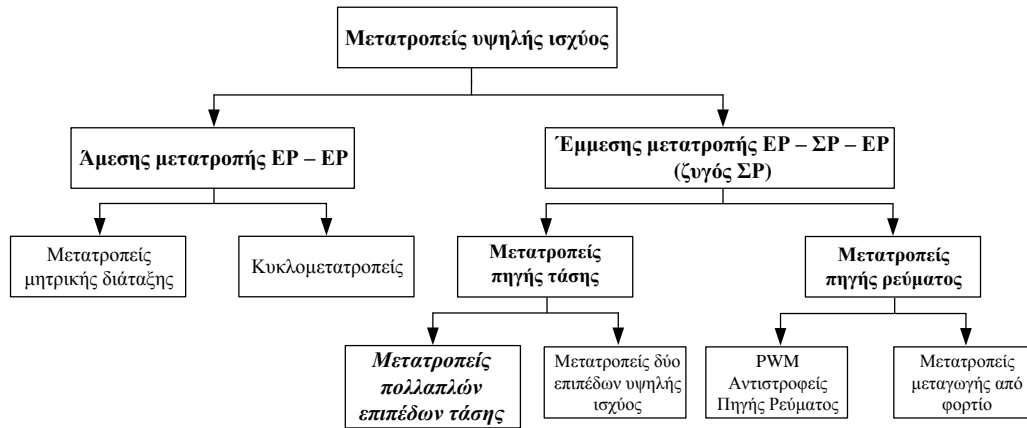 Μετατροπείς υψηλής ισχύος
Άμεσης μετατροπής ΕΡ – ΕΡ
Έμμεσης μετατροπής ΕΡ – ΣΡ – ΕΡ
(ζυγός ΣΡ)
Μετατροπείς
μητρικής διάταξης
Κυκλομετατροπείς
Μετατροπείς
πηγής τάσης
Μετατροπείς
πηγής ρεύματος
Μετατροπείς
πολλαπλών
επιπέδων τάσης
Μετατροπείς δύο
επιπέδων υψηλής
ισχύος
PWM
Αντιστροφείς
Πηγής Ρεύματος
Μετατροπείς
μεταγωγής από
φορτίο